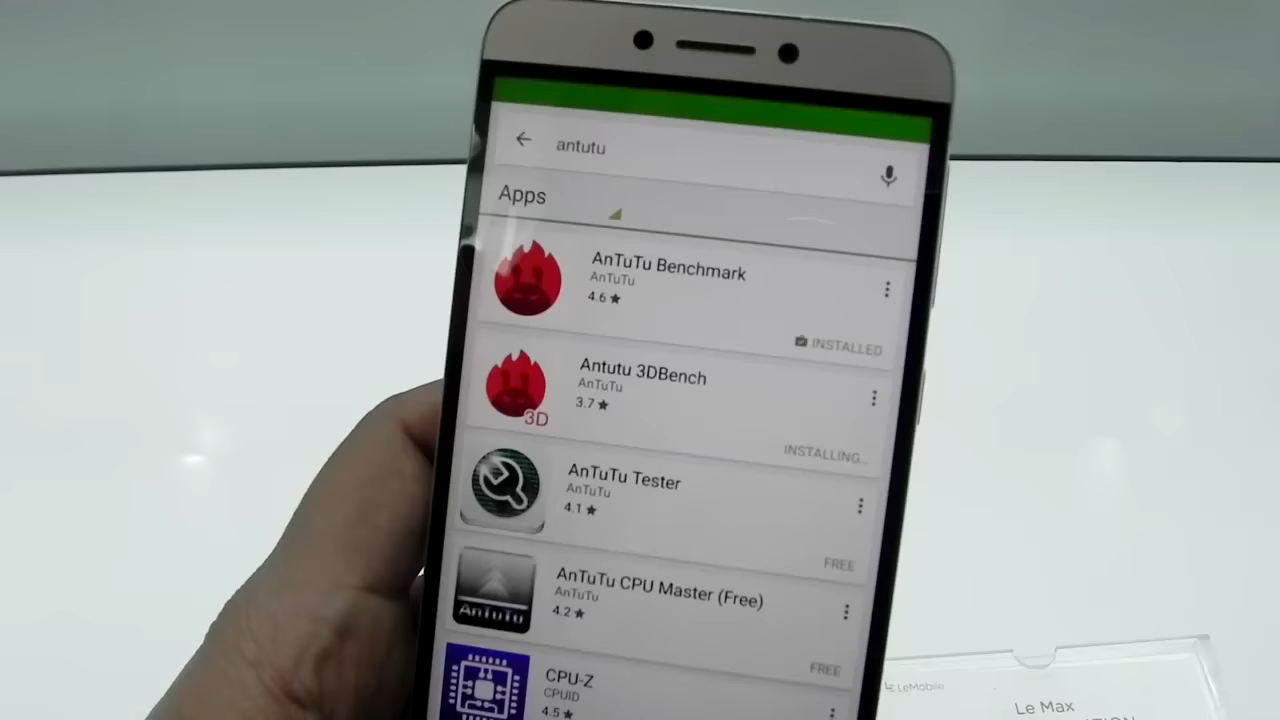 antutu
Apps
AnTuTu Benchmark
AnTuTu
4.6★
INSTALLED
Antutu 3DBench
AnTuTu
3.7★
3D
INSTALLING...
AnTuTu Tester
AnTuTu
4.1★
FREE
AnTuTu CPU Master (Free)
AnTuTu
4.2★
AnTuTu
FREE
CPU-Z
CPUID
4.5★
LeMobile
Le Max